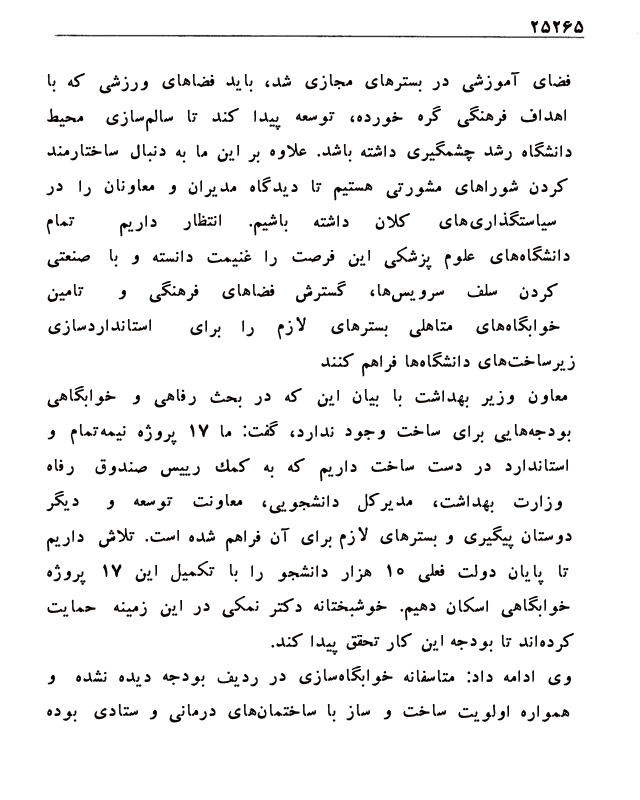 ۲۵۲۶۵
فضای آموزشی در بسترهای مجازی شد، باید فضاهای ورزشی که با
اهداف فرهنگی گره خورده، توسعه پیدا کند تا سالم‌سازی محیط
دانشگاه رشد چشمگیری داشته باشد. علاوه بر این ما به دنبال ساختارمند
کردن شوراهای مشورتی هستیم تا دیدگاه مدیران و معاونان را در
سیاستگذاری‌های کلان داشته باشیم. انتظار داریم تمام
دانشگاه‌های علوم پزشکی این فرصت را غنیمت دانسته و با صنعتی
کردن سلف سرویس‌ها، گسترش فضاهای فرهنگی و تامین
خوابگاه‌های متاهلی بسترهای لازم را برای استانداردسازی
زیرساخت‌های دانشگاه‌ها فراهم کنند
معاون وزیر بهداشت با بیان این که در بحث رفاهی و خوابگاهی
بودجه‌هایی برای ساخت وجود ندارد، گفت: ما ۱۷ پروژه نیمه‌تمام و
استاندارد در دست ساخت داریم که به کمك رییس صندوق رفاه
وزارت بهداشت، مدیرکل دانشجویی، معاونت توسعه و دیگر
دوستان پیگیری و بسترهای لازم برای آن فراهم شده است. تلاش داریم
تا پایان دولت فعلی ۱۰ هزار دانشجو را با تکمیل این ۱۷ پروژه
خوابگاهی اسکان دهیم. خوشبختانه دکتر نمکی در این زمینه حمایت
کرده‌اند تا بودجه این کار تحقق پیدا کند.
وی ادامه داد: متاسفانه خوابگاه‌سازی در ردیف بودجه دیده نشده و
همواره اولویت ساخت و ساز با ساختمان‌های درمانی و ستادی بوده